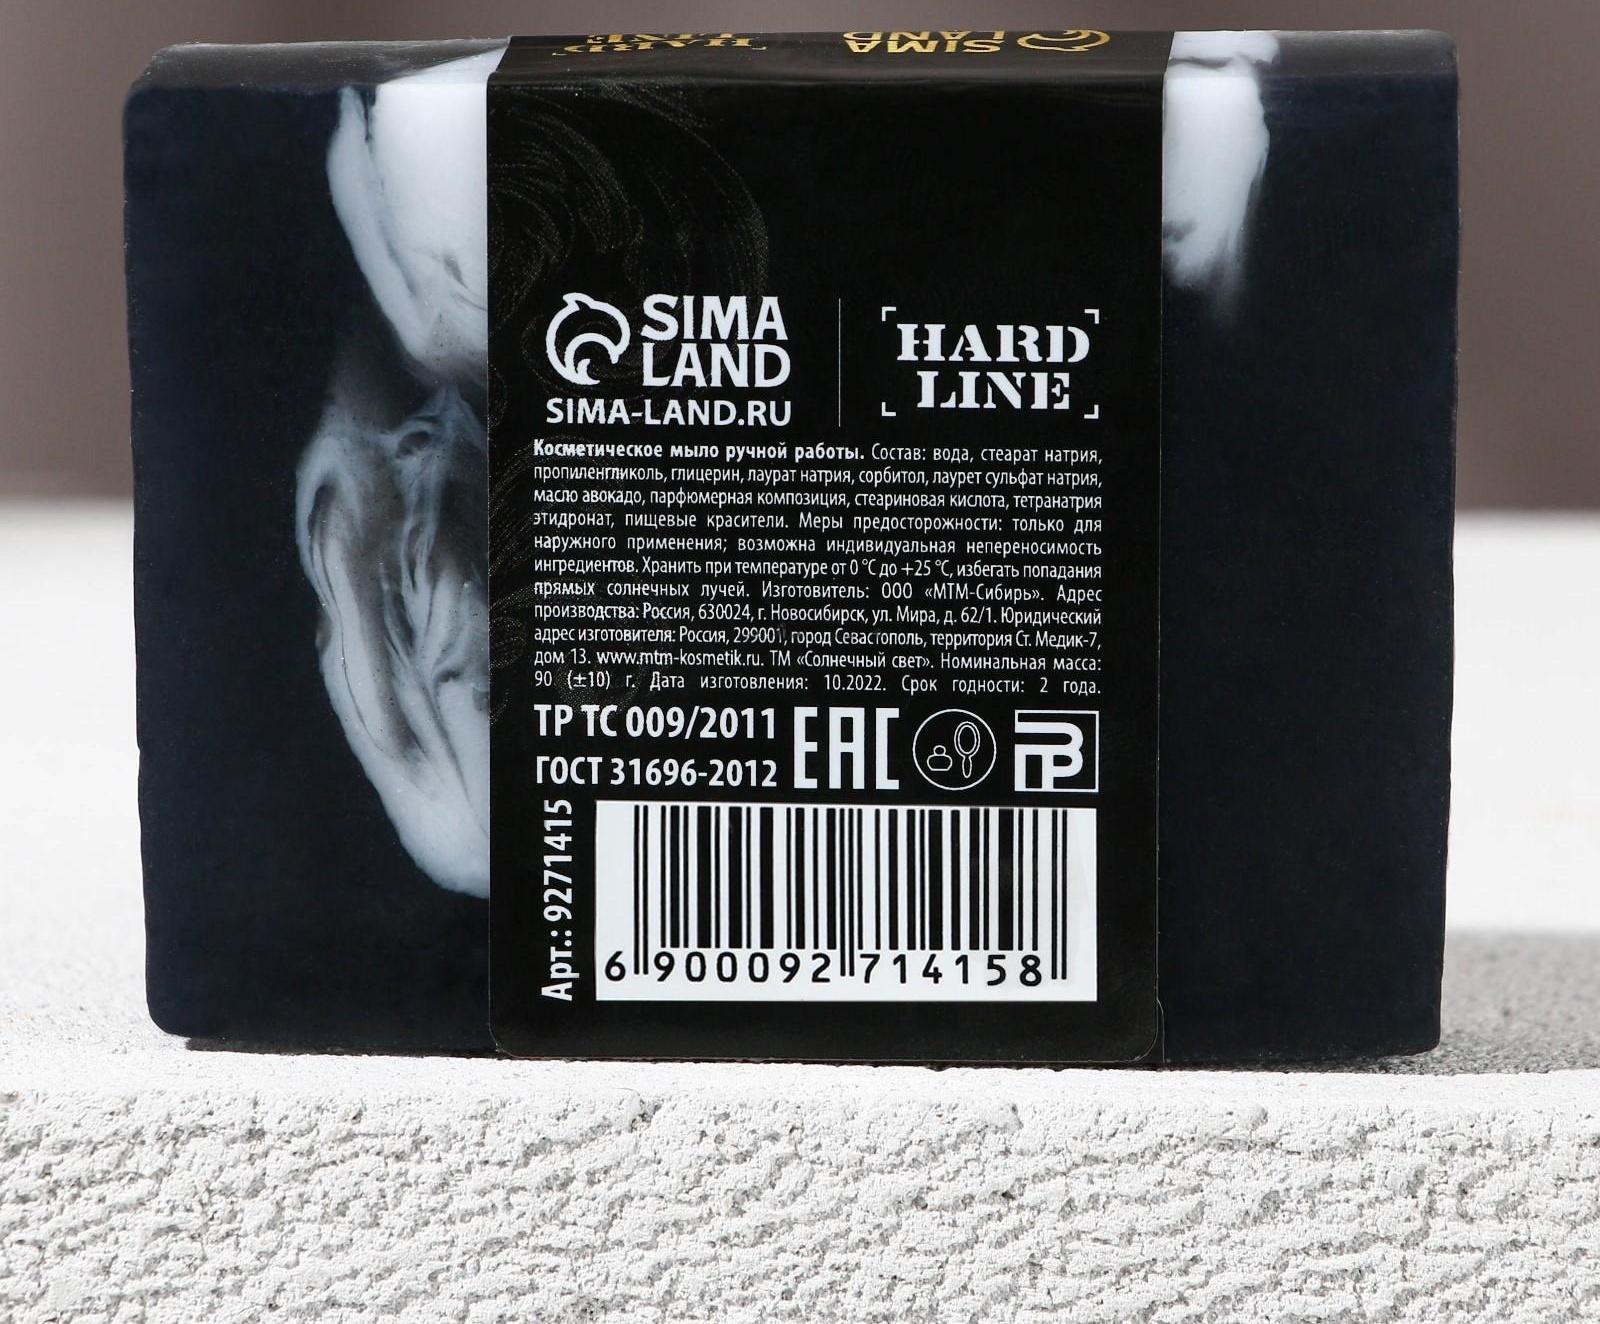 HARD LINE
SIMA LAND
SIMA
LAND
SIMA-LAND.RU
HARD
LINE
Косметическое мыло ручной работы. Состав: вода, стеарат натрия,
пропиленгликоль, глицерин, лаурат натрия, сорбитол, лаурет сульфат натрия,
масло авокадо, парфюмерная композиция, стеариновая кислота, тетранатрия
этидронат, пищевые красители. Меры предосторожности: только для
наружного применения; возможна индивидуальная непереносимость
ингредиентов. Хранить при температуре от 0 °С до +25 °С, избегать попадания
прямых солнечных лучей. Изготовитель: ООО «МТМ-Сибирь». Адрес
производства: Россия, 630024, г. Новосибирск, ул. Мира, д. 62/1. Юридический
адрес изготовителя: Россия, 299001, город Севастополь, территория Ст. Медик-7,
дом 13. www.mtm-kosmetik.ru. ТМ «Солнечный свет». Номинальная масса:
90 (±10) г. Дата изготовления: 10.2022. Срок годности: 2 года.
ТР ТС 009/2011
ГОСТ 31696-2012
EAC
Арт.: 9271415
6 900092 714158